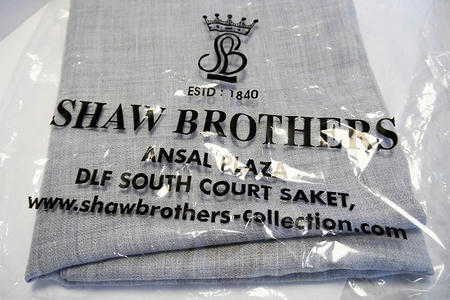 SB
ESTD : 1840
SHAW BROTHERS
ANSAL PLAZA
DLF SOUTH COURT SAKET,
www.shawbrothers-collection.com